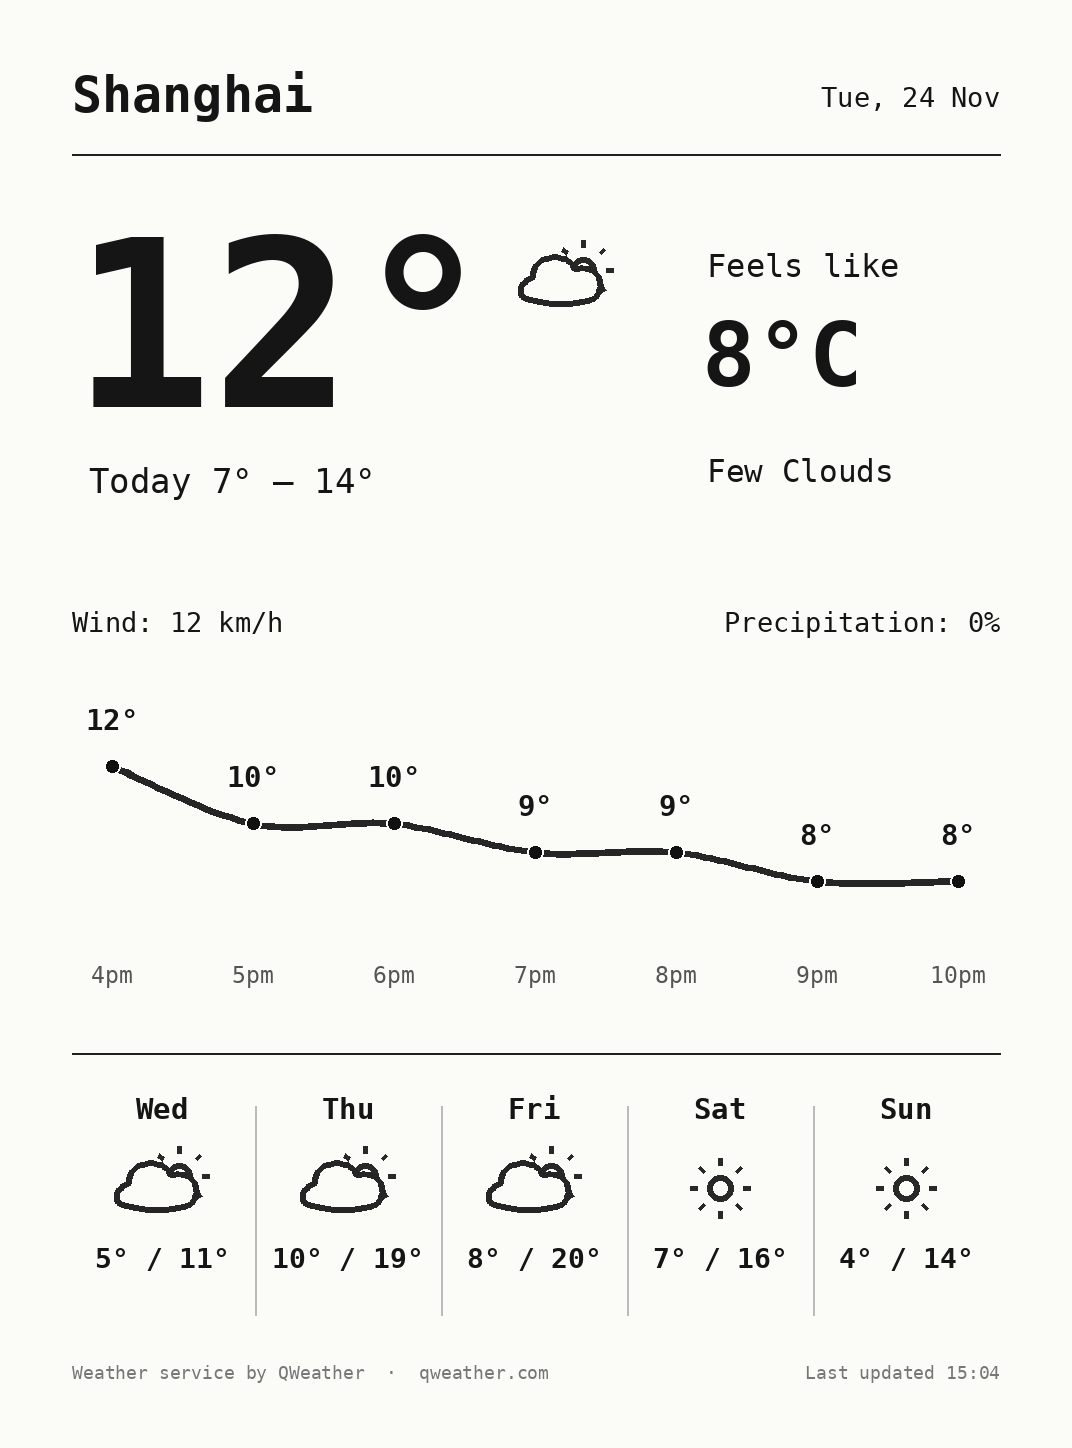 Shanghai
Tue, 24 Nov
12°
Feels like
8°C
Today 7° – 14°
Few Clouds
Wind: 12 km/h
Precipitation: 0%
12° 10° 10° 9° 9° 8° 8°
4pm 5pm 6pm 7pm 8pm 9pm 10pm
Wed Thu Fri Sat Sun
5° / 11° 10° / 19° 8° / 20° 7° / 16° 4° / 14°
Weather service by QWeather · qweather.com
Last updated 15:04